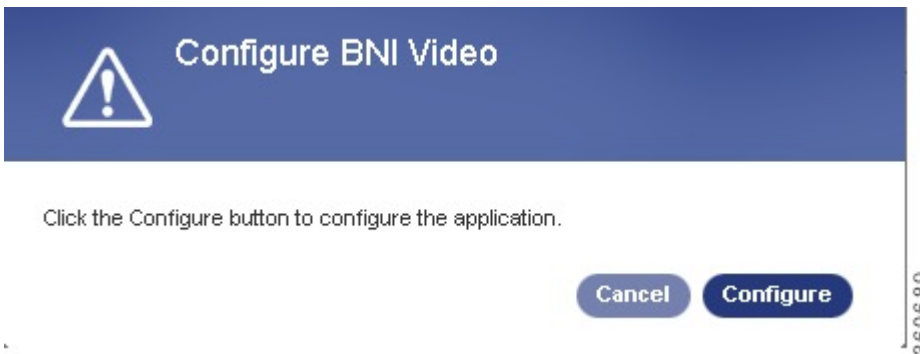 Configure BNI Video
Click the Configure button to configure the application.
Cancel
Configure